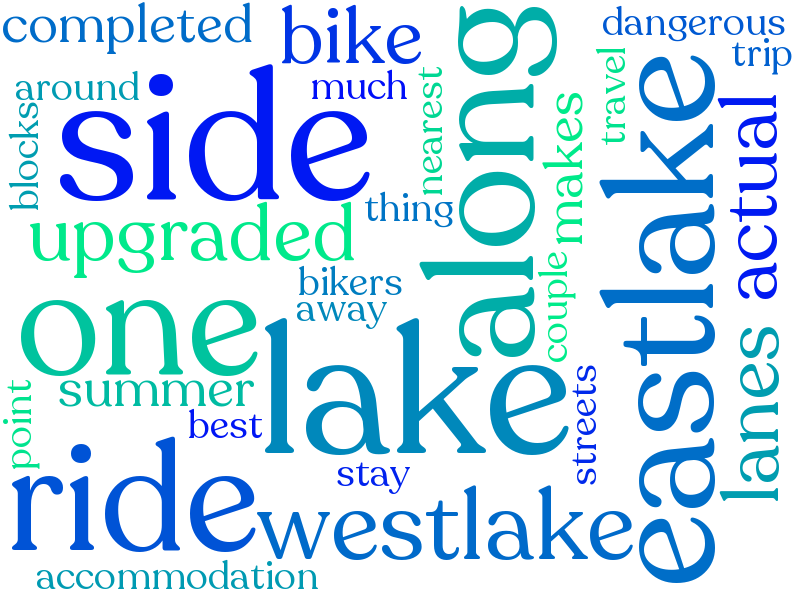 completed
bike
along
dangerous
trip
around
side
much
nearest
travel
eastlake
blocks
makes
actual
thing
upgraded
couple
bikers
away
one
lake
lanes
summer
point
best
streets
stay
ride
westlake
accommodation